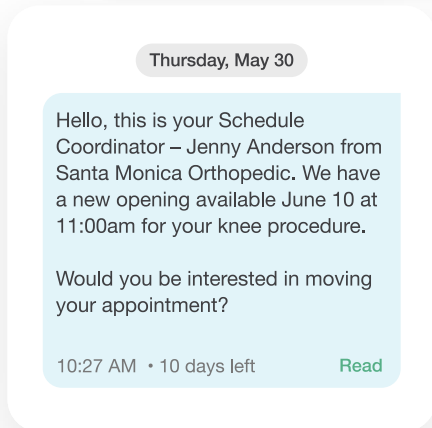 Thursday, May 30
Hello, this is your Schedule
Coordinator – Jenny Anderson from
Santa Monica Orthopedic. We have
a new opening available June 10 at
11:00am for your knee procedure.
Would you be interested in moving
your appointment?
10:27 AM • 10 days left Read